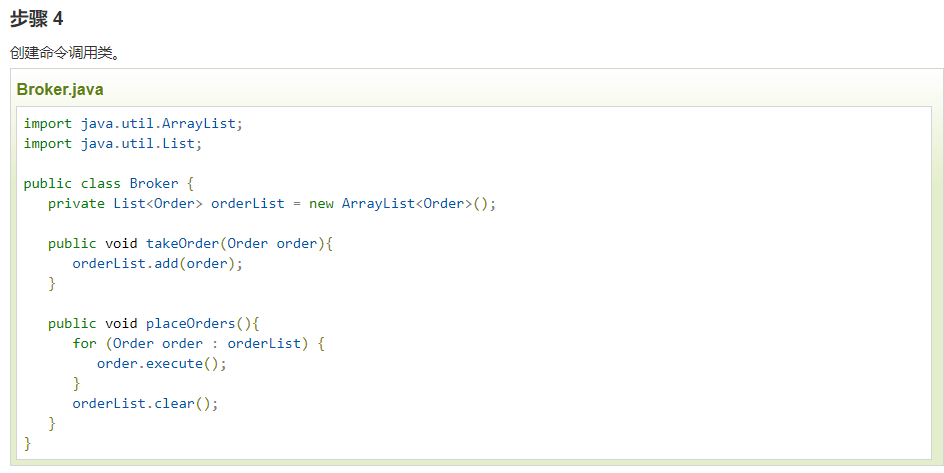 步骤 4
创建命令调用类。
Broker.java
import java.util.ArrayList;
import java.util.List;
public class Broker {
private List<Order> orderList = new ArrayList<Order>();
public void takeOrder(Order order){
orderList.add(order);
}
public void placeOrders(){
for (Order order : orderList) {
order.execute();
}
orderList.clear();
}
}